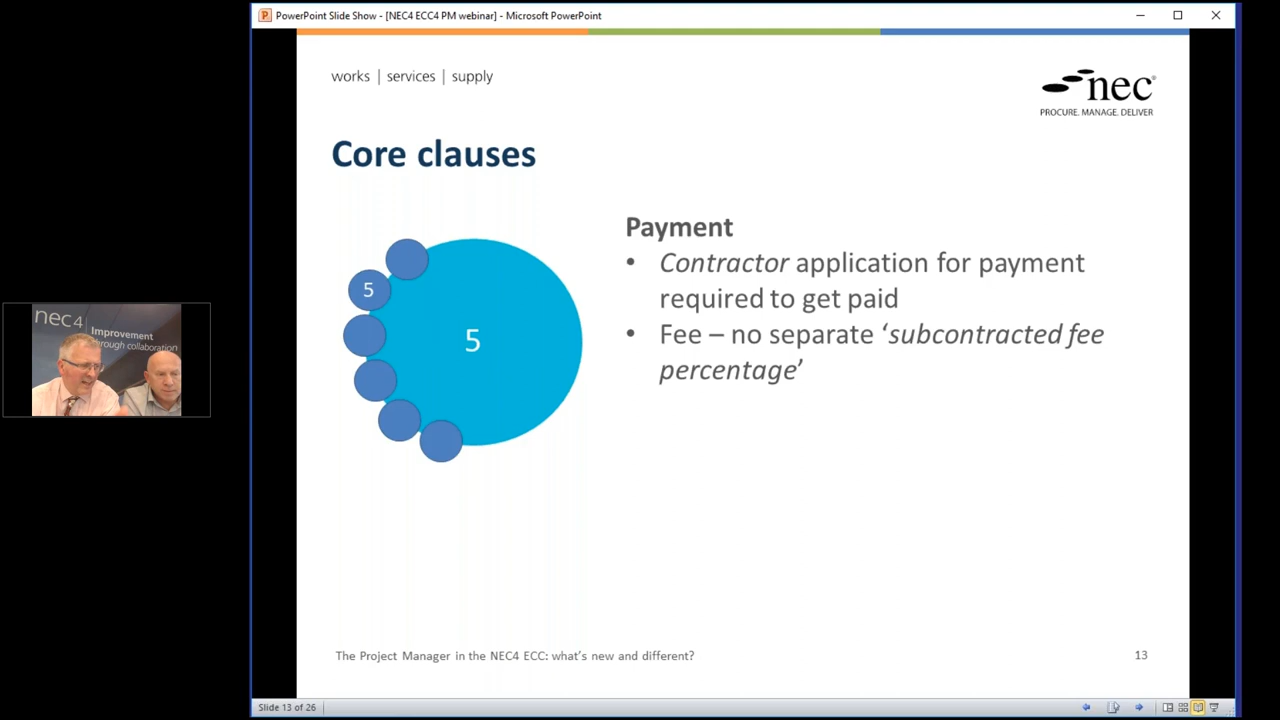 PowerPoint Slide Show - [NEC4 ECC4 PM webinar] - Microsoft PowerPoint
works | services | supply
nec®
PROCURE. MANAGE. DELIVER
Core clauses
Payment
• Contractor application for payment
required to get paid
• Fee – no separate ‘subcontracted fee
percentage’
5
5
nec4
Improvement
through collaboration
The Project Manager in the NEC4 ECC: what’s new and different?
13
Slide 13 of 26